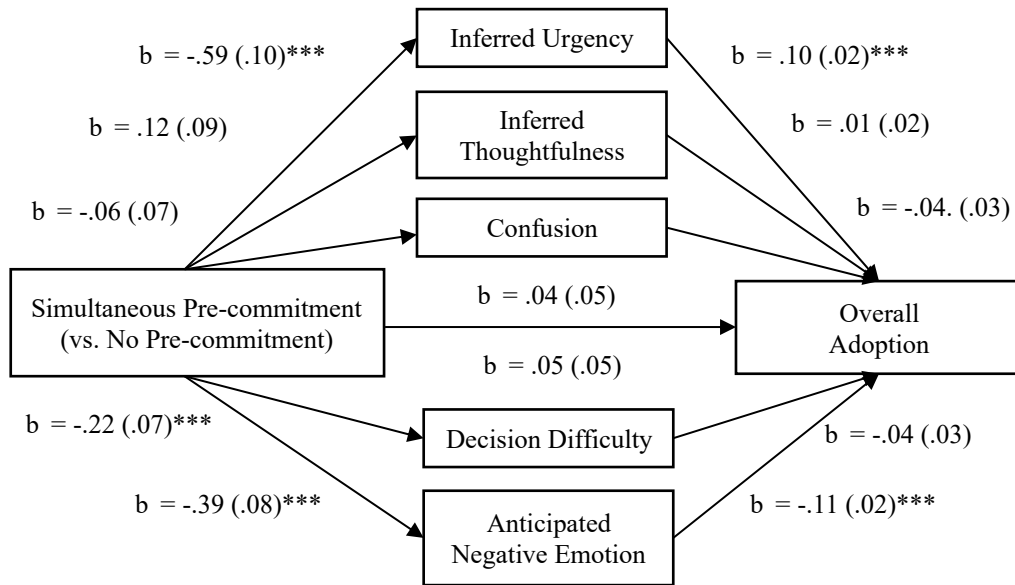 Inferred Urgency
b = -.59 (.10)***
b = .10 (.02)***
Inferred
Thoughtfulness
b = .12 (.09)
b = .01 (.02)
b = -.06 (.07)
b = -.04. (.03)
Confusion
Simultaneous Pre-commitment
(vs. No Pre-commitment)
b = .04 (.05)
Overall
Adoption
b = .05 (.05)
b = -.22 (.07)***
Decision Difficulty
b = -.04 (.03)
b = -.39 (.08)***
b = -.11 (.02)***
Anticipated
Negative Emotion